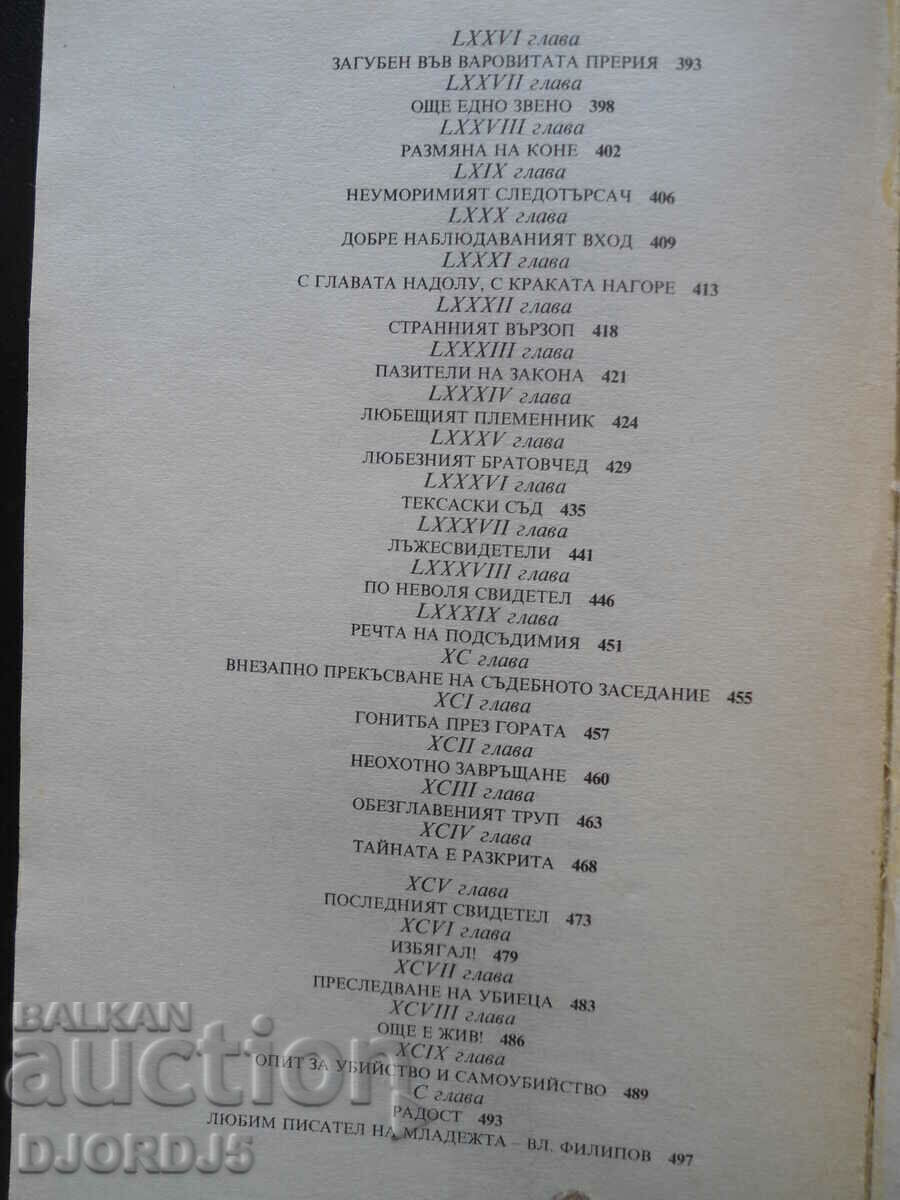 LXXVI глава
ЗАГУБЕН ВЪВ ВАРОВИТАТА ПРЕРИЯ 393
LXXVII глава
ОЩЕ ЕДНО ЗВЕНО 398
LXXVIII глава
РАЗМЯНА НА КОНЕ 402
LXIX глава
НЕУМОРИМИЯТ СЛЕДОТЪРСАЧ 406
LXXX глава
ДОБРЕ НАБЛЮДАВАНИЯТ ВХОД 409
LXXXI глава
С ГЛАВАТА НАДОЛУ, С КРАКАТА НАГОРЕ 413
LXXXII глава
СТРАННИЯТ ВЪРЗОП 418
LXXXIII глава
ПАЗИТЕЛИ НА ЗАКОНА 421
LXXXIV глава
ЛЮБЕЩИЯТ ПЛЕМЕННИК 424
LXXXV глава
ЛЮБЕЗНИЯТ БРАТОВЧЕД 429
LXXXVI глава
ТЕКСАСКИ СЪД 435
LXXXVII глава
ЛЪЖЕСВИДЕТЕЛИ 441
LXXXVIII глава
ПО НЕВОЛЯ СВИДЕТЕЛ 446
LXXXIX глава
РЕЧТА НА ПОДСЪДИМИЯ 451
XC глава
ВНЕЗАПНО ПРЕКЪСВАНЕ НА СЪДЕБНОТО ЗАСЕДАНИЕ 455
XCI глава
ГОНИТБА ПРЕЗ ГОРАТА 457
XCII глава
НЕОХОТНО ЗАВРЪЩАНЕ 460
XCIII глава
ОБЕЗГЛАВЕНИЯТ ТРУП 463
XCIV глава
ТАЙНАТА Е РАЗКРИТА 468
XCV глава
ПОСЛЕДНИЯТ СВИДЕТЕЛ 473
XCVI глава
ИЗБЯГАЛ! 479
XCVII глава
ПРЕСЛЕДВАНЕ НА УБИЕЦА 483
XCVIII глава
ОЩЕ Е ЖИВ! 486
XCIX глава
ОПИТ ЗА УБИЙСТВО И САМОУБИЙСТВО 489
C глава
РАДОСТ 493
ЛЮБИМ ПИСАТЕЛ НА МЛАДЕЖТА – ВЛ. ФИЛИПОВ 497
BALKAN
auction
DJORDJ5